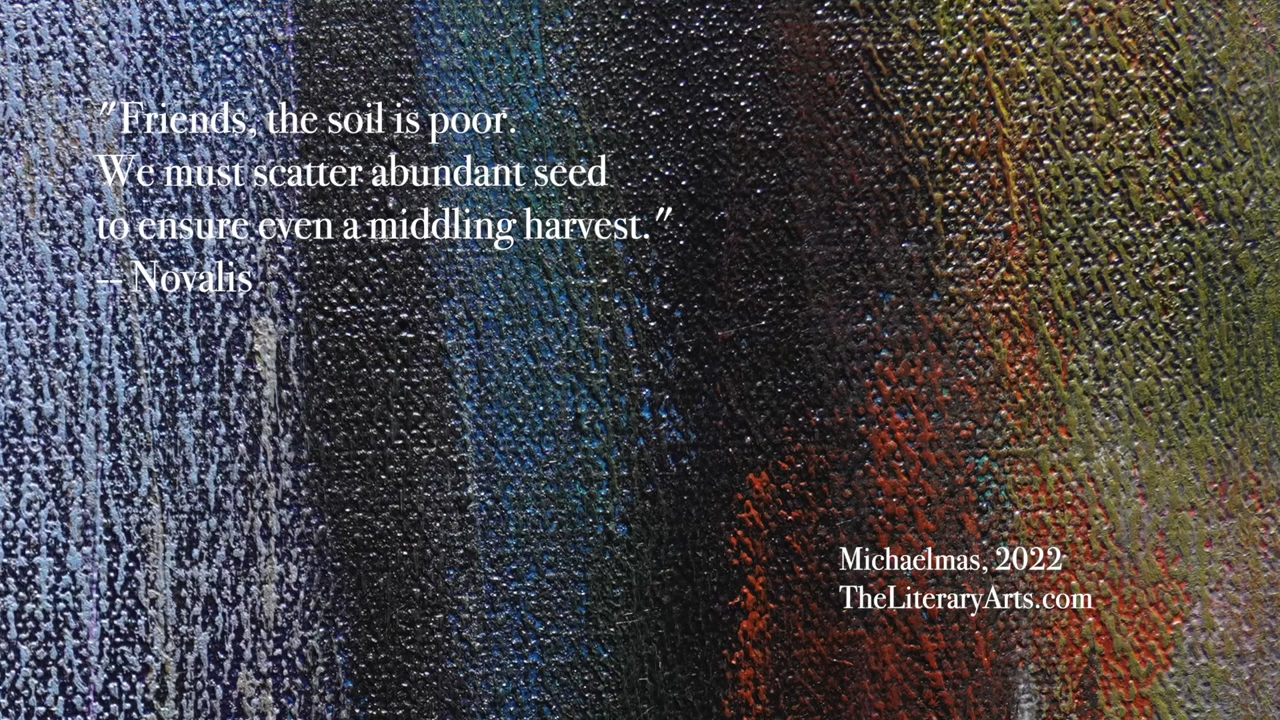 "Friends, the soil is poor.
We must scatter abundant seed
to ensure even a middling harvest."
— Novalis
Michaelmas, 2022
TheLiteraryArts.com